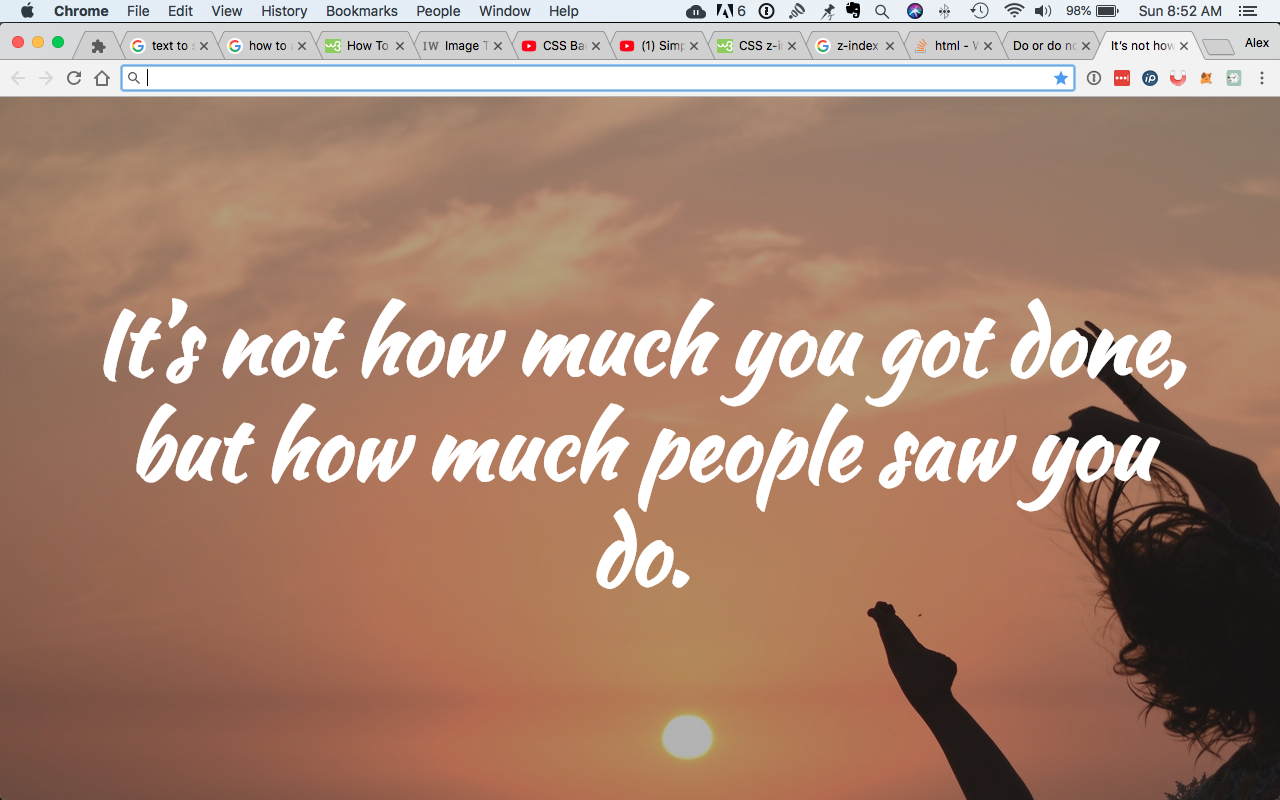 Chrome File Edit View History Bookmarks People Window Help 6 98% Sun 8:52 AM
text to s how to How To IW Image T CSS Ba (1) Simp CSS z-i z-index html - W Do or do no It's not how Alex
It's not how much you got done,
but how much people saw you
do.